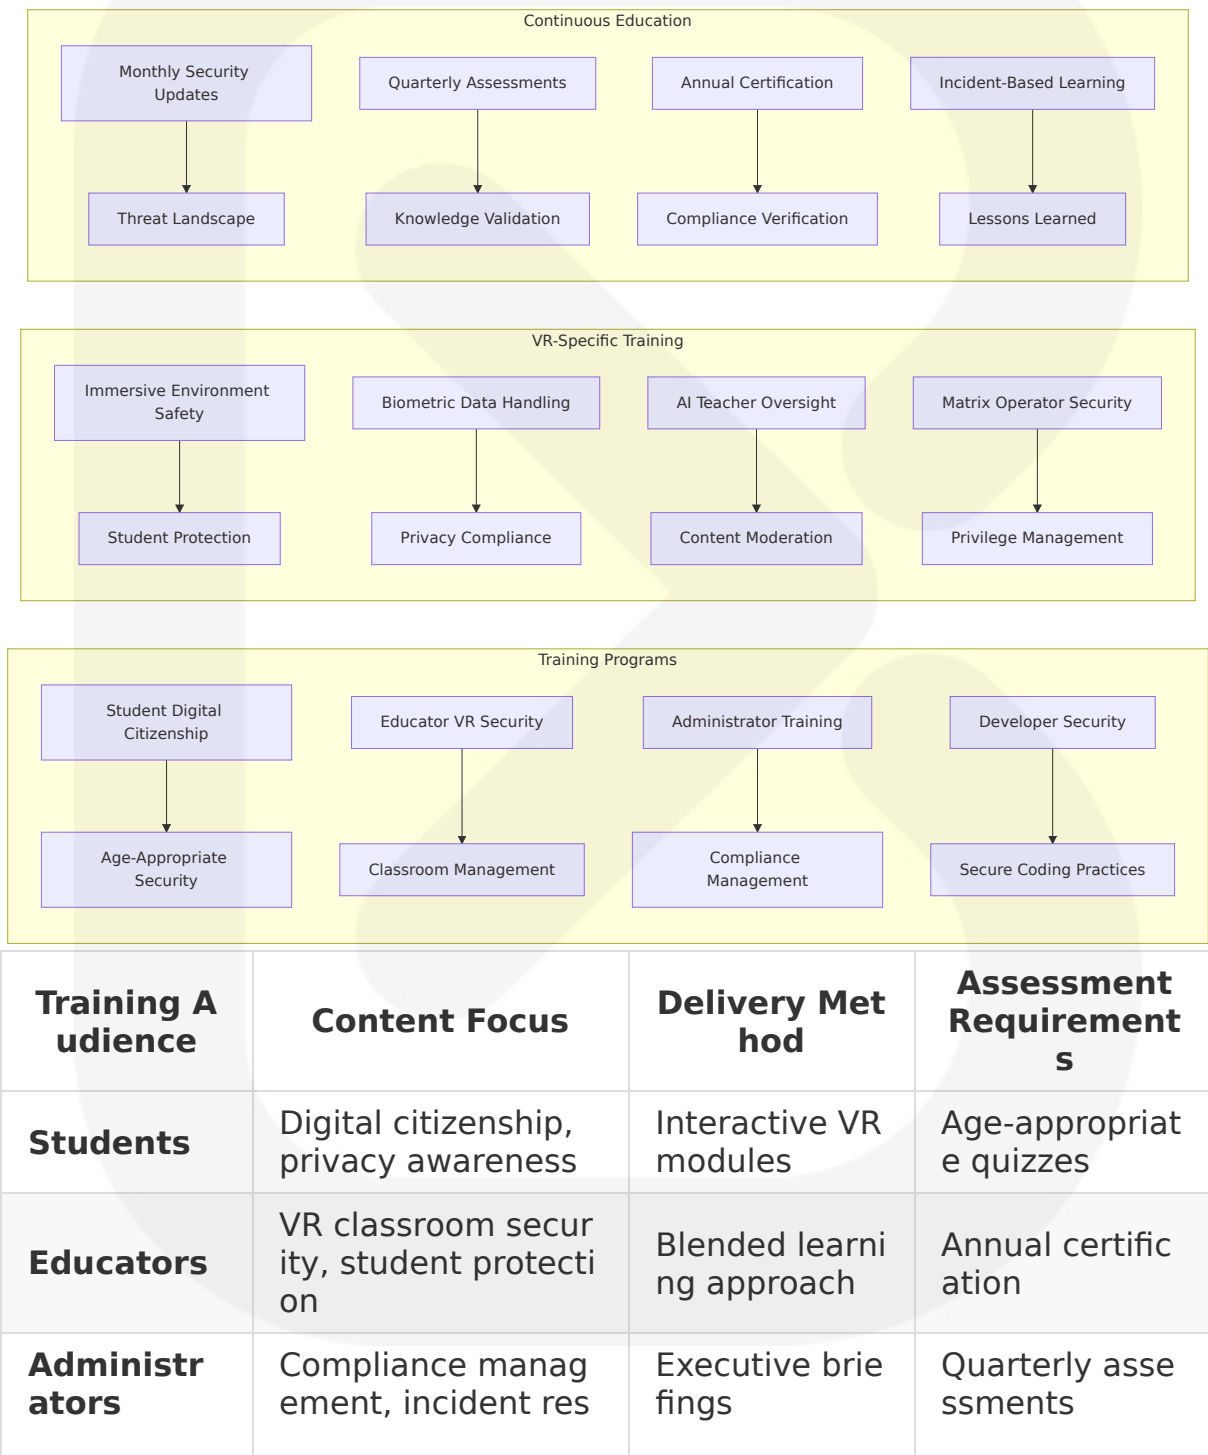 Continuous Education
Monthly Security
Updates
Quarterly Assessments
Annual Certification
Incident-Based Learning
Threat Landscape
Knowledge Validation
Compliance Verification
Lessons Learned
VR-Specific Training
Immersive Environment
Safety
Biometric Data Handling
AI Teacher Oversight
Matrix Operator Security
Student Protection
Privacy Compliance
Content Moderation
Privilege Management
Training Programs
Student Digital
Citizenship
Educator VR Security
Administrator Training
Developer Security
Age-Appropriate
Security
Classroom Management
Compliance
Management
Secure Coding Practices
Training A
udience
Content Focus
Delivery Met
hod
Assessment
Requirement
s
Students
Digital citizenship,
privacy awareness
Interactive VR
modules
Age-appropriat
e quizzes
Educators
VR classroom secur
ity, student protecti
on
Blended learni
ng approach
Annual certific
ation
Administr
ators
Compliance manag
ement, incident res
Executive brie
fings
Quarterly asse
ssments